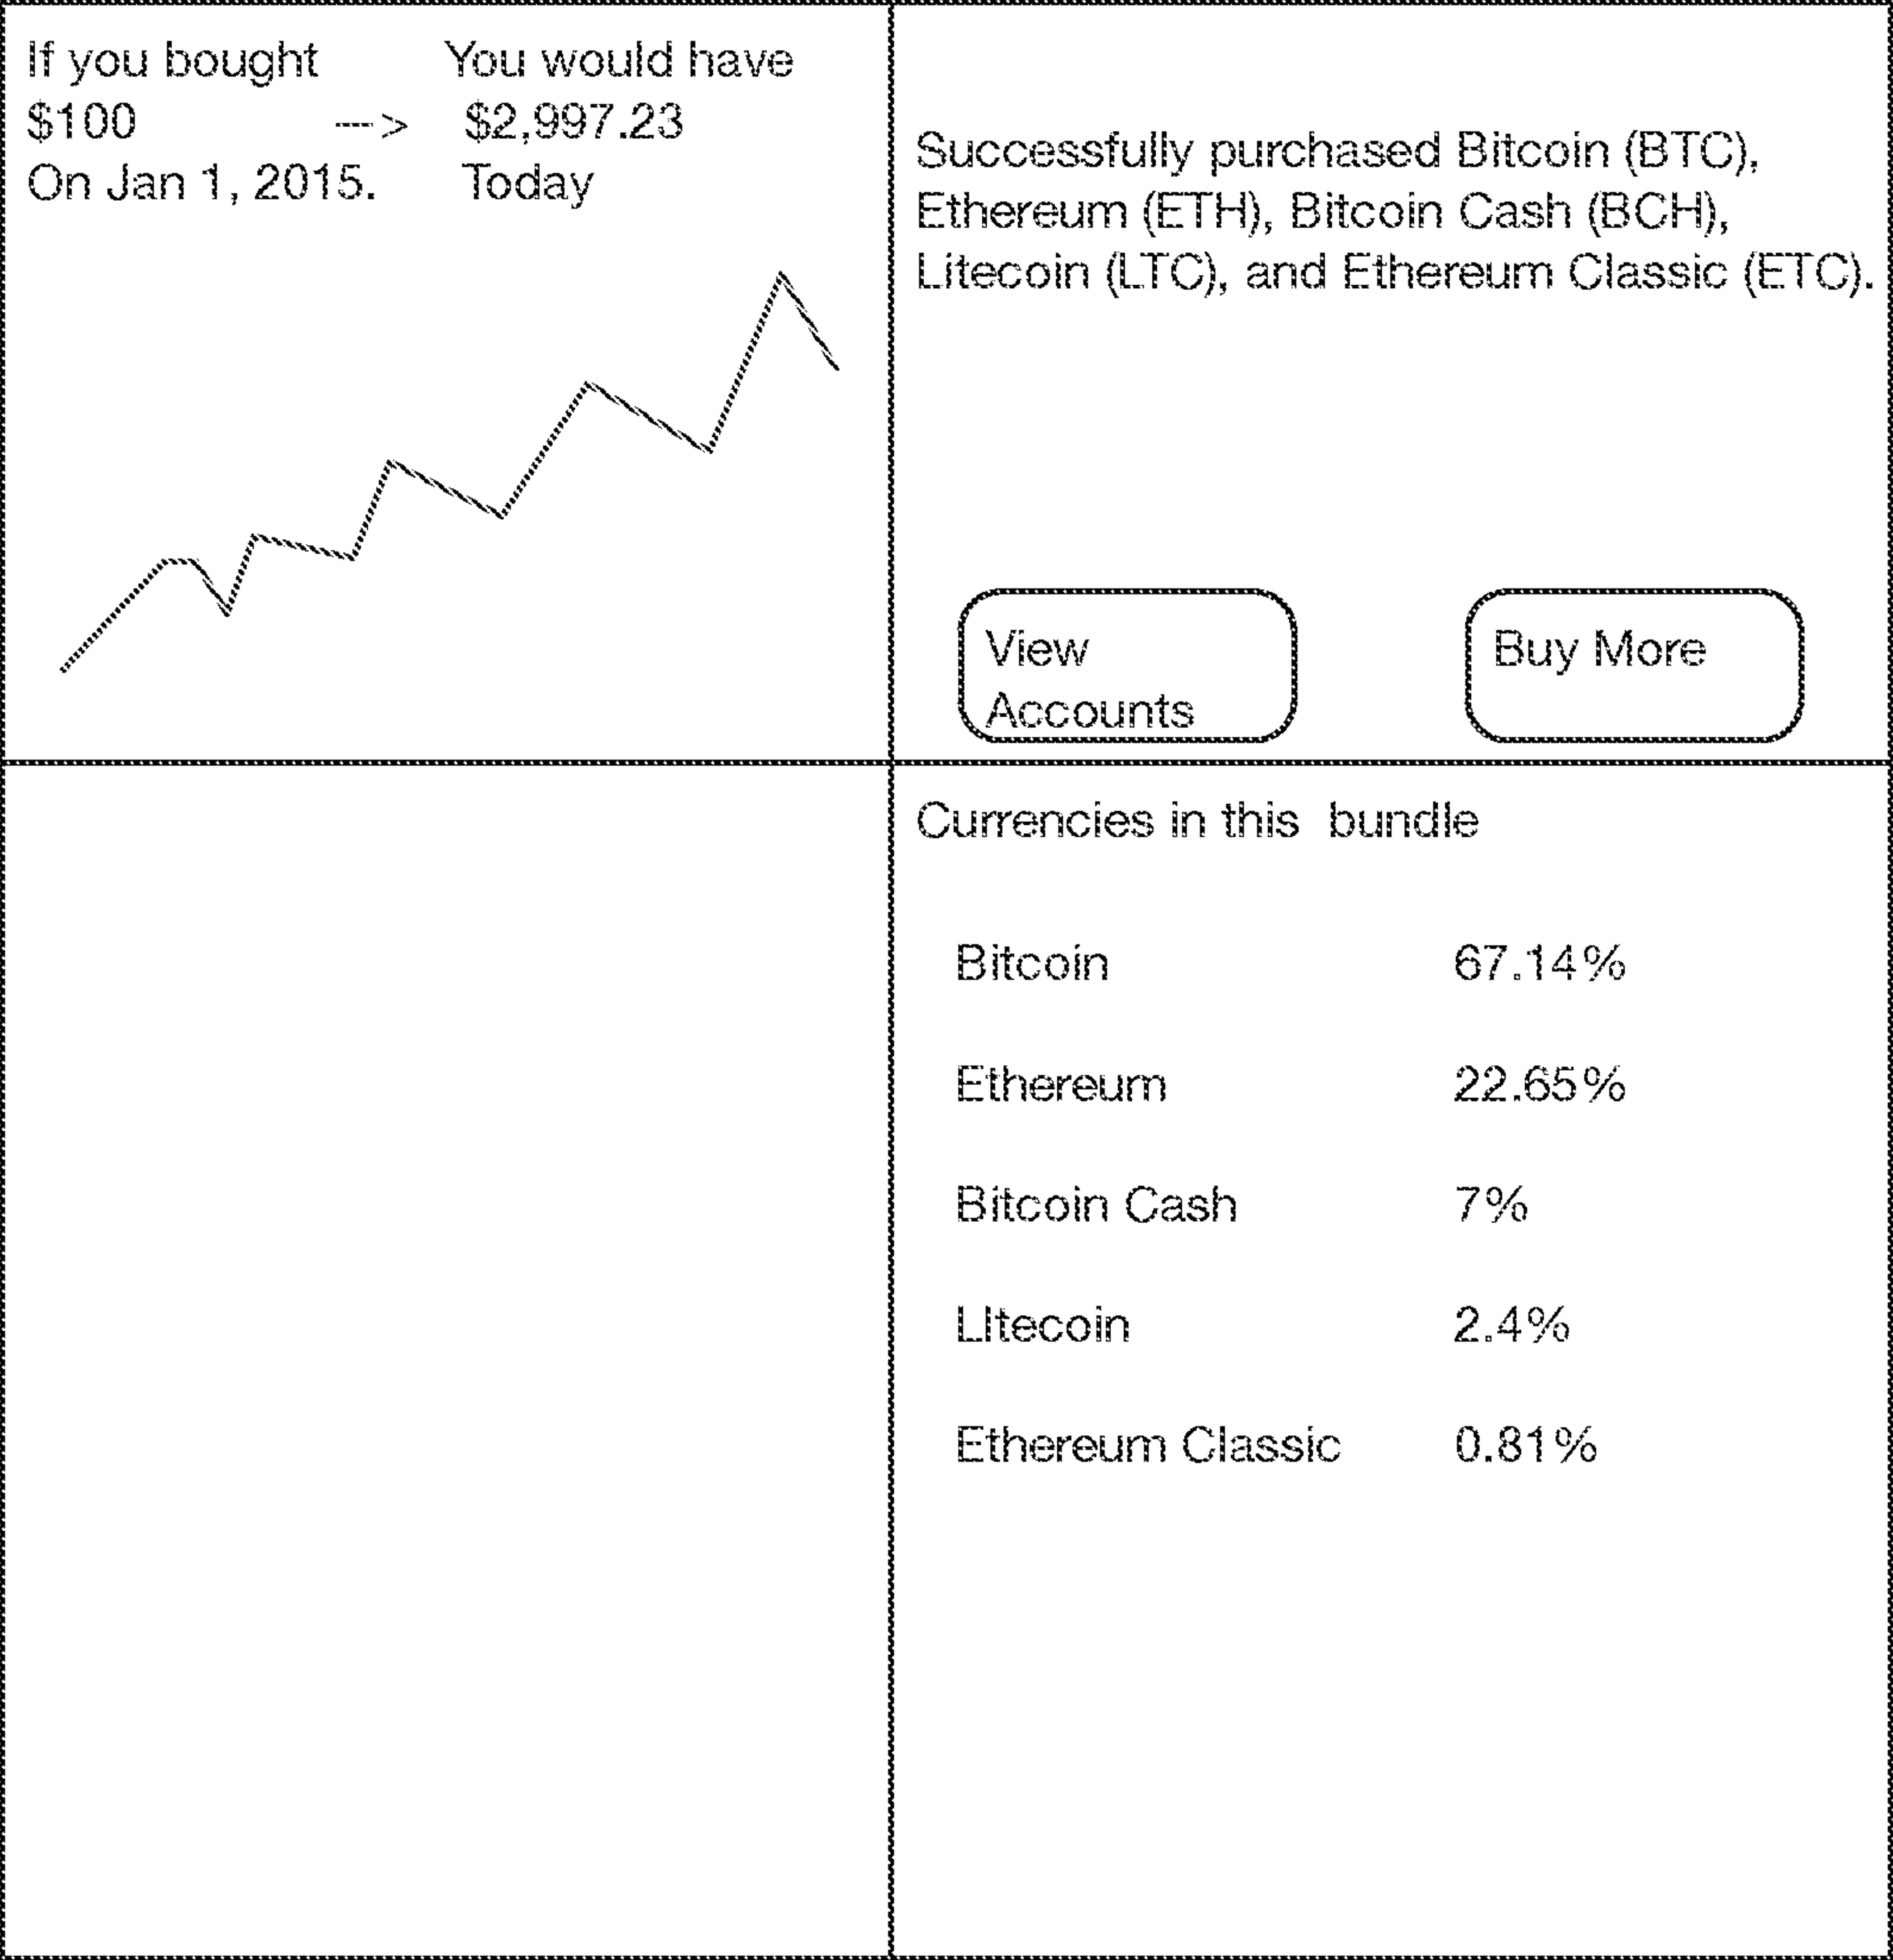 If you bought You would have
$100 ---> $2,997.23
On Jan 1, 2015. Today
Successfully purchased Bitcoin (BTC),
Ethereum (ETH), Bitcoin Cash (BCH),
Litecoin (LTC), and Ethereum Classic (ETC).
View
Accounts
Buy More
Currencies in this bundle
Bitcoin 67.14%
Ethereum 22.65%
Bitcoin Cash 7%
LItecoin 2.4%
Ethereum Classic 0.81%